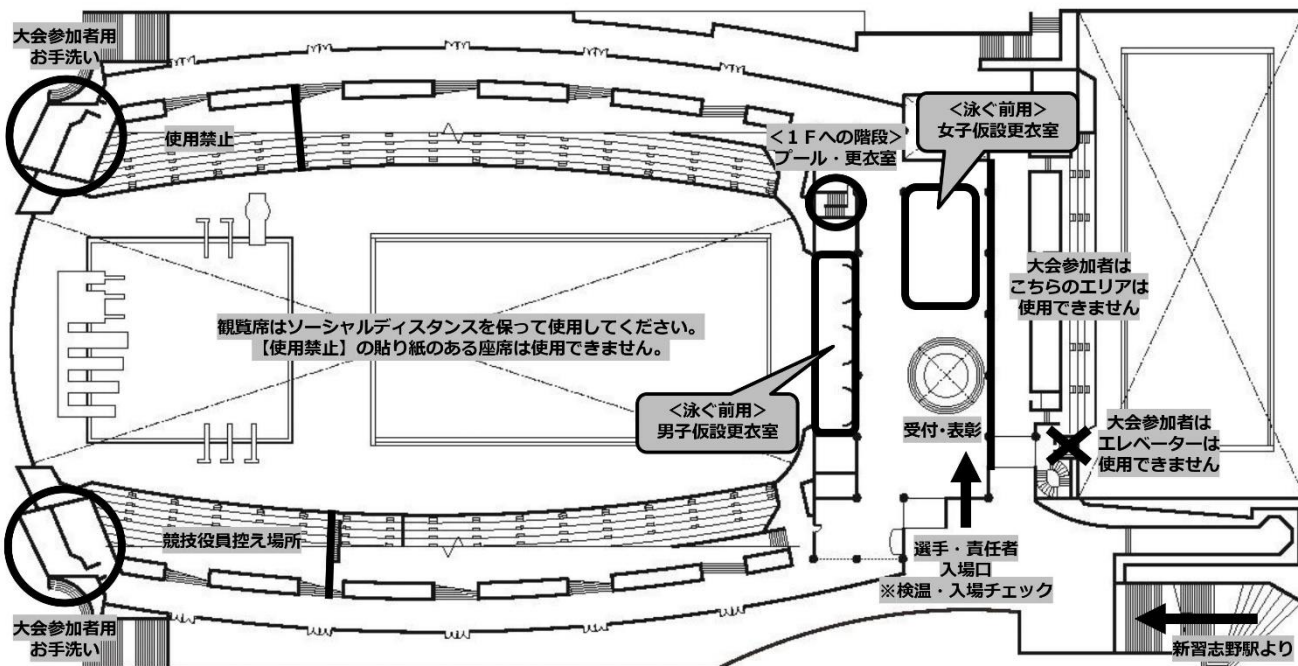 大会参加者用
お手洗い
使用禁止
＜１Ｆへの階段＞
プール・更衣室
＜泳ぐ前用＞
女子仮設更衣室
大会参加者は
こちらのエリアは
使用できません
観覧席はソーシャルディスタンスを保って使用してください。
【使用禁止】の貼り紙のある座席は使用できません。
＜泳ぐ前用＞
男子仮設更衣室
受付・表彰
大会参加者は
エレベーターは
使用できません
競技役員控え場所
選手・責任者
入場口
※検温・入場チェック
大会参加者用
お手洗い
新習志野駅より